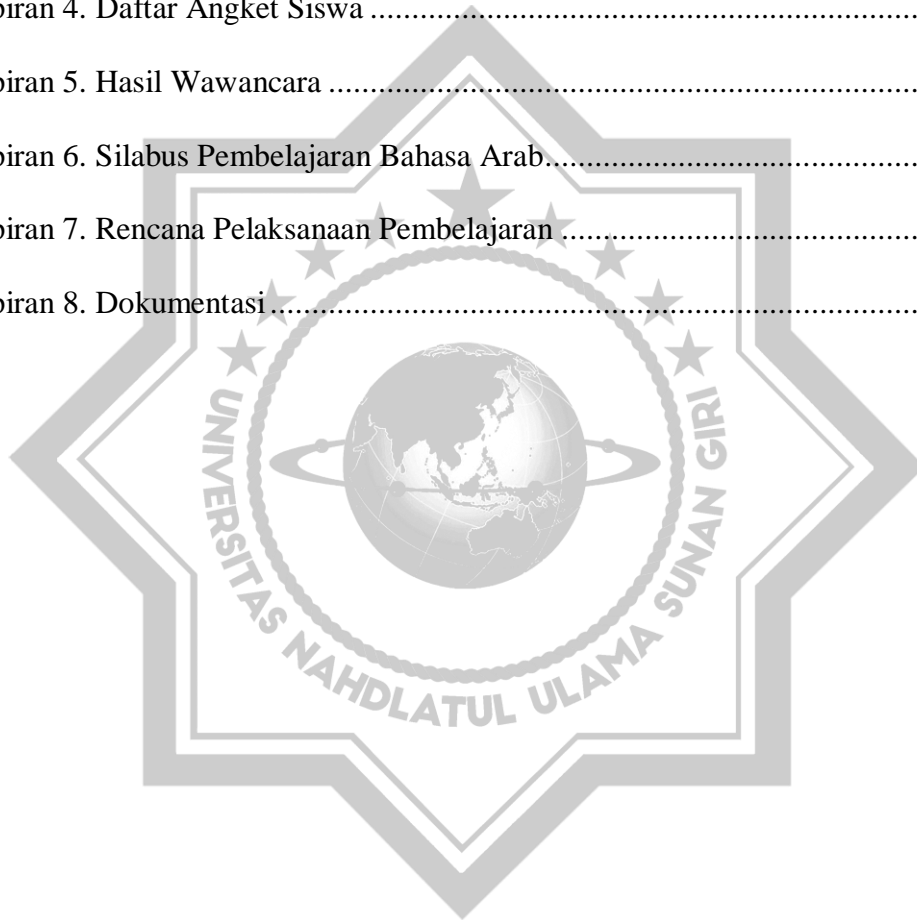 piran 4. Daftar Angket Siswa ....................................................................
piran 5. Hasil Wawancara ..........................................................................
piran 6. Silabus Pembelajaran Bahasa Arab...............................................
piran 7. Rencana Pelaksanaan Pembelajaran .............................................
piran 8. Dokumentasi..................................................................................
UNIVERSITAS NAHDLATUL ULAMA SUNAN GIRI